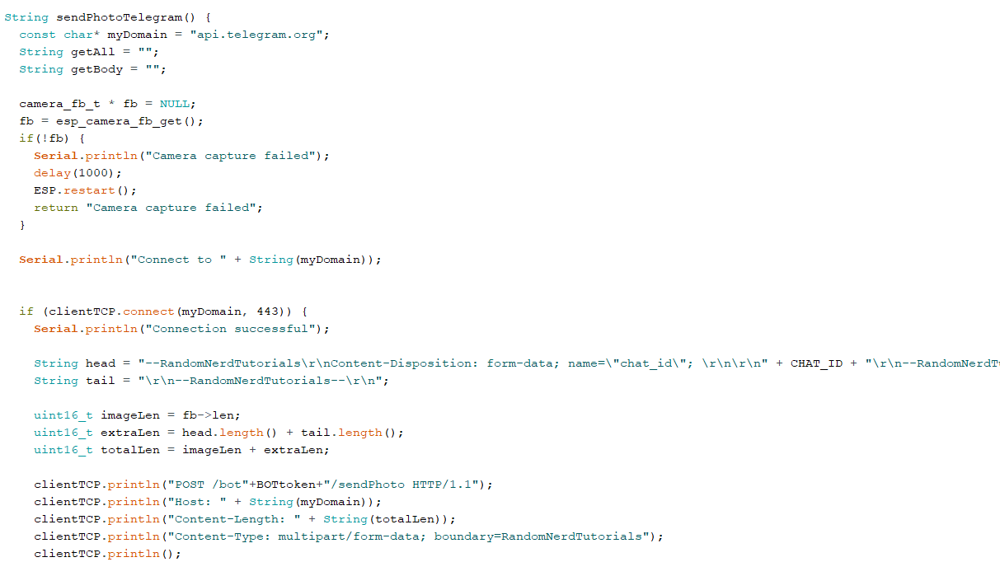 String sendPhotoTelegram() {
  const char* myDomain = "api.telegram.org";
  String getAll = "";
  String getBody = "";

  camera_fb_t * fb = NULL;
  fb = esp_camera_fb_get();
  if(!fb) {
    Serial.println("Camera capture failed");
    delay(1000);
    ESP.restart();
    return "Camera capture failed";
  }

  Serial.println("Connect to " + String(myDomain));


  if (clientTCP.connect(myDomain, 443)) {
    Serial.println("Connection successful");

    String head = "--RandomNerdTutorials\r\nContent-Disposition: form-data; name=\"chat_id\"; \r\n\r\n" + CHAT_ID + "\r\n--RandomNerdT
    String tail = "\r\n--RandomNerdTutorials--\r\n";

    uint16_t imageLen = fb->len;
    uint16_t extraLen = head.length() + tail.length();
    uint16_t totalLen = imageLen + extraLen;

    clientTCP.println("POST /bot"+BOTtoken+"/sendPhoto HTTP/1.1");
    clientTCP.println("Host: " + String(myDomain));
    clientTCP.println("Content-Length: " + String(totalLen));
    clientTCP.println("Content-Type: multipart/form-data; boundary=RandomNerdTutorials");
    clientTCP.println();